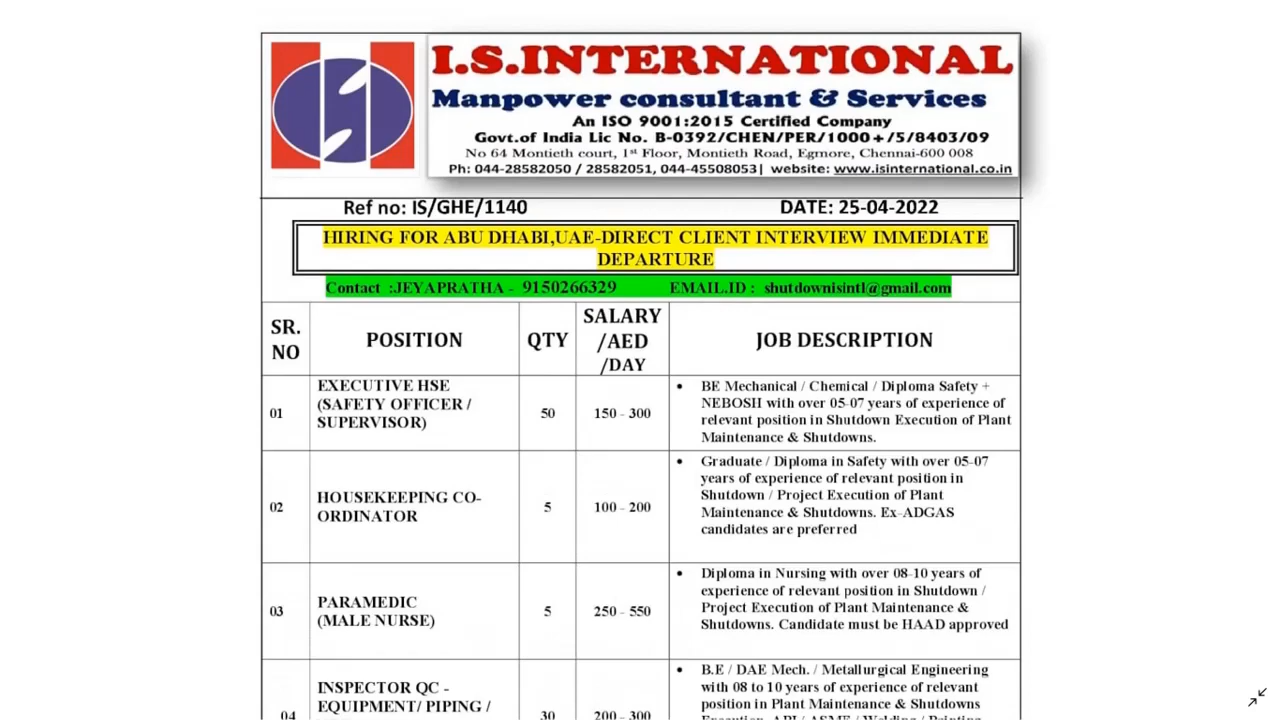 I.S.INTERNATIONAL
Manpower consultant & Services
An ISO 9001:2015 Certified Company
Govt.of India Lic No. B-0392/CHEN/PER/1000+/5/8403/09
No 64 Montieth court, 1st Floor, Montieth Road, Egmore, Chennai-600 008
Ph: 044-28582050 / 28582051, 044-45508053| website: www.isinternational.co.in
Ref no: IS/GHE/1140 DATE: 25-04-2022
HIRING FOR ABU DHABI,UAE-DIRECT CLIENT INTERVIEW IMMEDIATE
DEPARTURE
Contact :JEYAPRATHA - 9150266329 EMAIL.ID : shutdownisintl@gmail.com
SR.
NO
POSITION
QTY
SALARY
/AED
/DAY
JOB DESCRIPTION
01
EXECUTIVE HSE
(SAFETY OFFICER /
SUPERVISOR)
50
150 - 300
• BE Mechanical / Chemical / Diploma Safety +
NEBOSH with over 05-07 years of experience of
relevant position in Shutdown Execution of Plant
Maintenance & Shutdowns.
02
HOUSEKEEPING CO-
ORDINATOR
5
100 - 200
• Graduate / Diploma in Safety with over 05-07
years of experience of relevant position in
Shutdown / Project Execution of Plant
Maintenance & Shutdowns. Ex-ADGAS
candidates are preferred
03
PARAMEDIC
(MALE NURSE)
5
250 - 550
• Diploma in Nursing with over 08-10 years of
experience of relevant position in Shutdown /
Project Execution of Plant Maintenance &
Shutdowns. Candidate must be HAAD approved
04
INSPECTOR QC -
EQUIPMENT/ PIPING /
30
200 - 300
• B.E / DAE Mech. / Metallurgical Engineering
with 08 to 10 years of experience of relevant
position in Plant Maintenance & Shutdowns